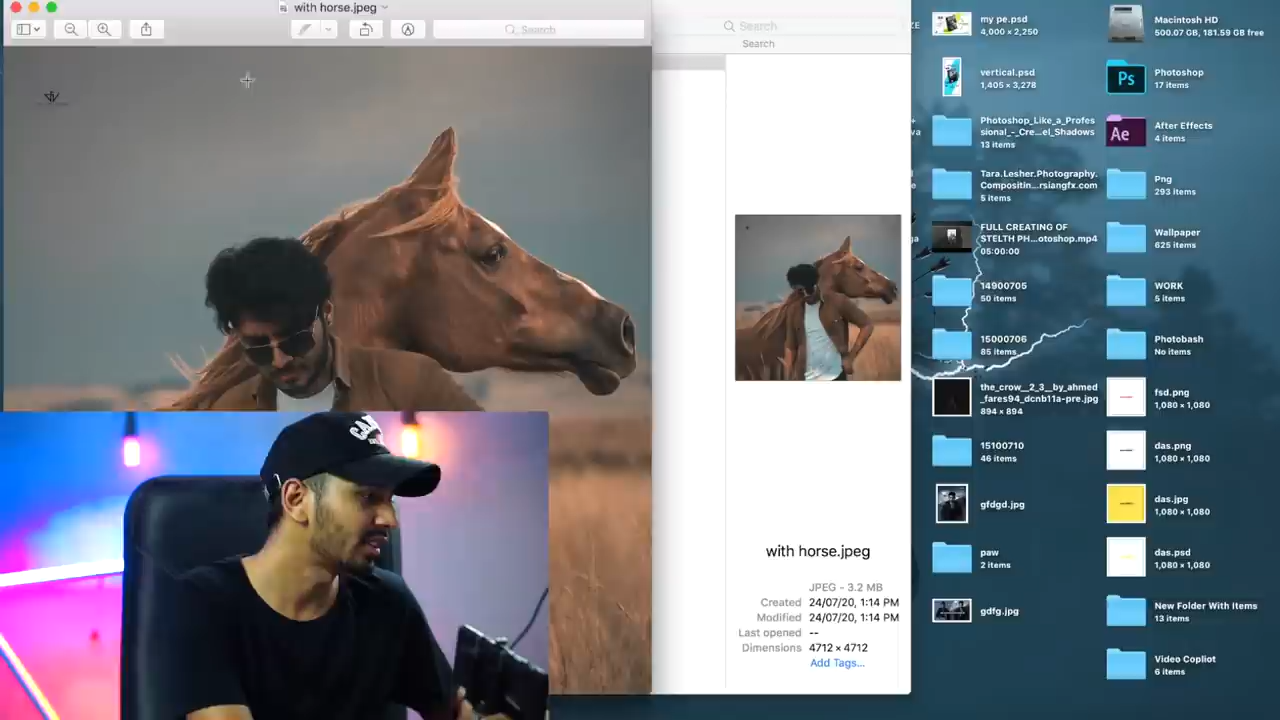 with horse.jpeg
Search
Search
Search
with horse.jpeg
JPEG - 3.2 MB
Created 24/07/20, 1:14 PM
Modified 24/07/20, 1:14 PM
Last opened --
Dimensions 4712 × 4712
Add Tags...
my pe.psd
4,000 × 2,250
vertical.psd
1,405 × 3,278
Photoshop_Like_a_Profes
sional_-_Cre...el_Shadows
13 items
Tara.Lesher.Photography.
Compositin...rsiangfx.com
5 items
FULL CREATING OF
STELTH PH...otoshop.mp4
05:00:00
14900705
50 items
15000706
85 items
the_crow__2_3__by_ahmed
_fares94_dcnb11a-pre.jpg
894 × 894
15100710
46 items
gfdgd.jpg
paw
2 items
gdfg.jpg
Macintosh HD
500.07 GB, 181.59 GB free
Ps
Photoshop
17 items
Ae
After Effects
4 items
Png
293 items
Wallpaper
625 items
WORK
5 items
Photobash
No items
fsd.png
1,080 × 1,080
das.png
1,080 × 1,080
das.jpg
1,080 × 1,080
das.psd
1,080 × 1,080
New Folder With Items
13 items
Video Copliot
6 items